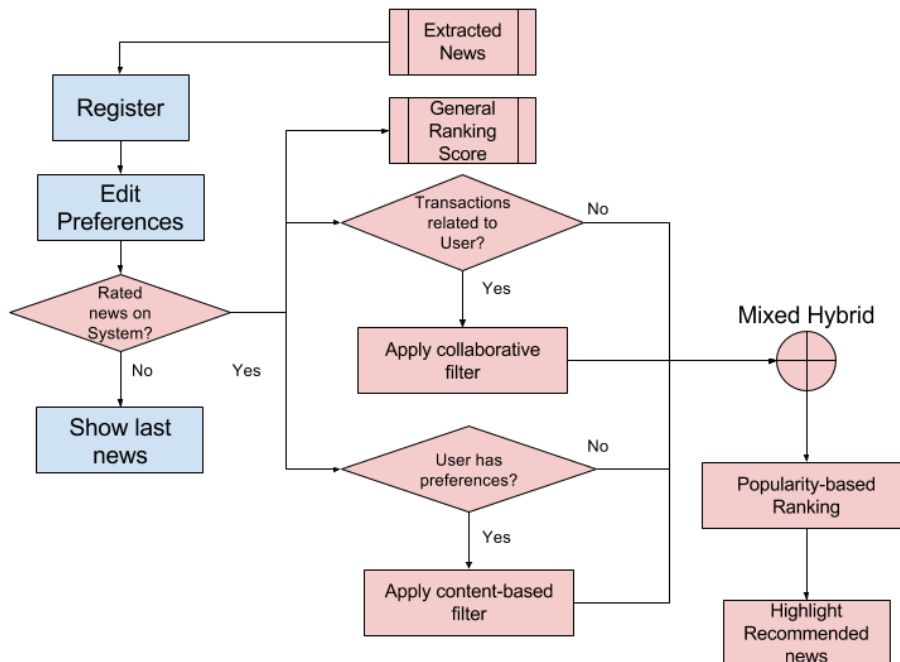 Extracted
News
Register
General
Ranking
Score
Edit
Preferences
Transactions
related to
User?
No
Yes
Rated
news on
System?
No
Yes
Mixed Hybrid
Apply collaborative
filter
Show last
news
User has
preferences?
No
Yes
Popularity-based
Ranking
Apply content-based
filter
Highlight
Recommended
news